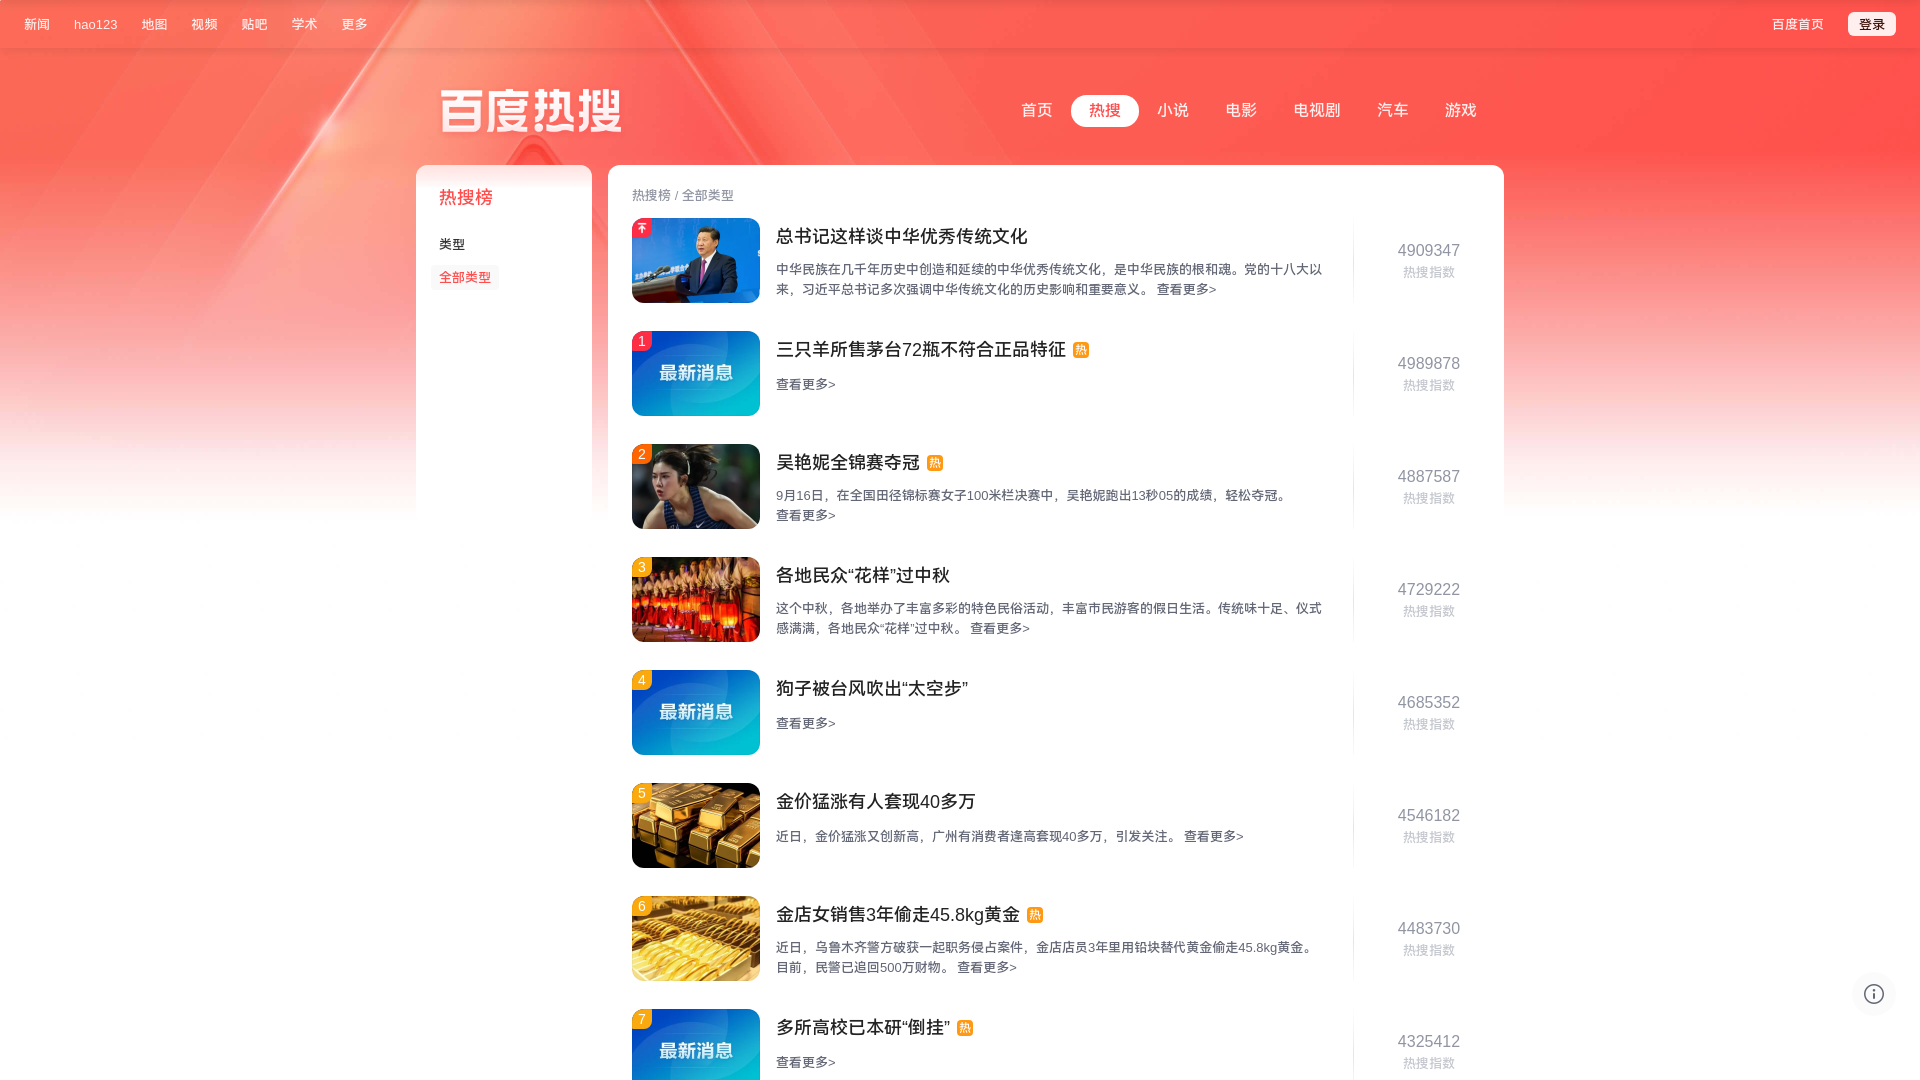 新闻
hao123
地图
视频
贴吧
学术
更多
百度首页
登录
百度热搜
首页
热搜
小说
电影
电视剧
汽车
游戏
热搜榜
类型
全部类型
热搜榜 / 全部类型
总书记这样谈中华优秀传统文化
中华民族在几千年历史中创造和延续的中华优秀传统文化，是中华民族的根和魂。党的十八大以
来，习近平总书记多次强调中华传统文化的历史影响和重要意义。 查看更多>
4909347
热搜指数
1
最新消息
三只羊所售茅台72瓶不符合正品特征 热
查看更多>
4989878
热搜指数
2
吴艳妮全锦赛夺冠 热
9月16日，在全国田径锦标赛女子100米栏决赛中，吴艳妮跑出13秒05的成绩，轻松夺冠。
查看更多>
4887587
热搜指数
3
各地民众“花样”过中秋
这个中秋，各地举办了丰富多彩的特色民俗活动，丰富市民游客的假日生活。传统味十足、仪式
感满满，各地民众“花样”过中秋。 查看更多>
4729222
热搜指数
4
最新消息
狗子被台风吹出“太空步”
查看更多>
4685352
热搜指数
5
金价猛涨有人套现40多万
近日，金价猛涨又创新高，广州有消费者逢高套现40多万，引发关注。 查看更多>
4546182
热搜指数
6
金店女销售3年偷走45.8kg黄金 热
近日，乌鲁木齐警方破获一起职务侵占案件，金店店员3年里用铅块替代黄金偷走45.8kg黄金。
目前，民警已追回500万财物。 查看更多>
4483730
热搜指数
7
最新消息
多所高校已本研“倒挂” 热
查看更多>
4325412
热搜指数